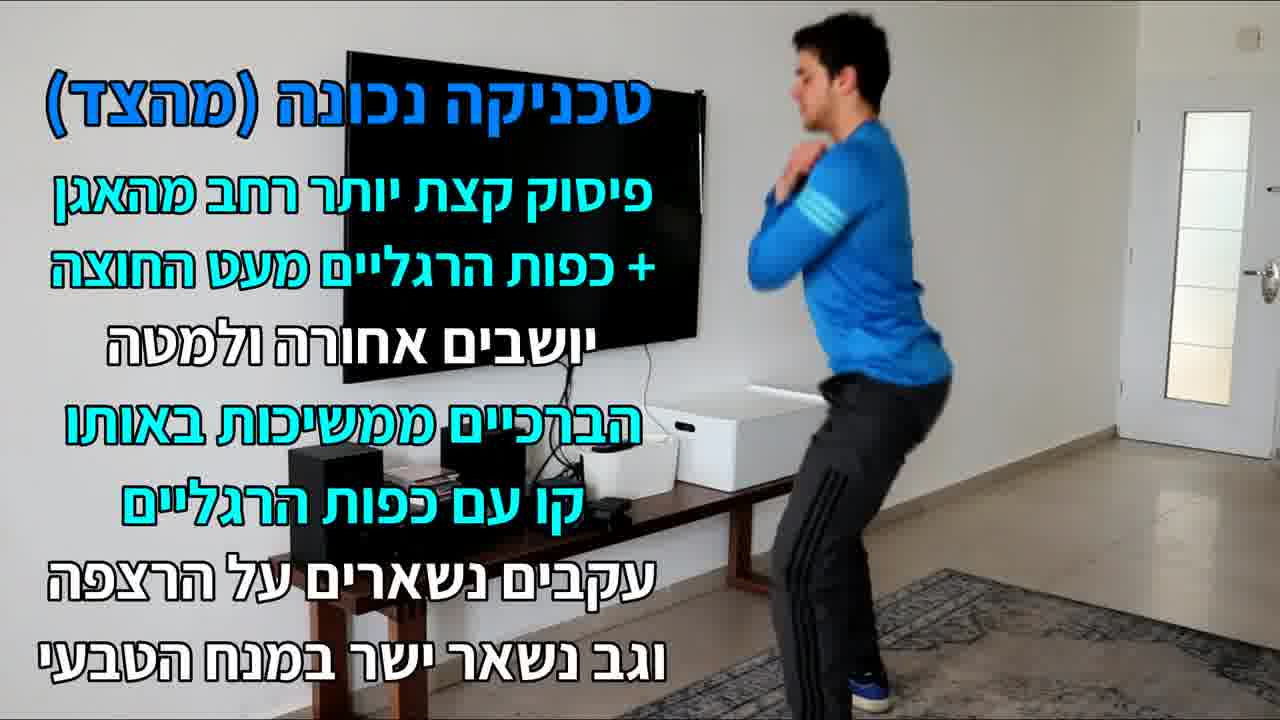 טכניקה נכונה (מהצד)
פיסוק קצת יותר רחב מהאגן
+ כפות הרגליים מעט החוצה
יושבים אחורה ולמטה
הברכיים ממשיכות באותו
קו עם כפות הרגליים
עקבים נשארים על הרצפה
וגב נשאר ישר במנח הטבעי